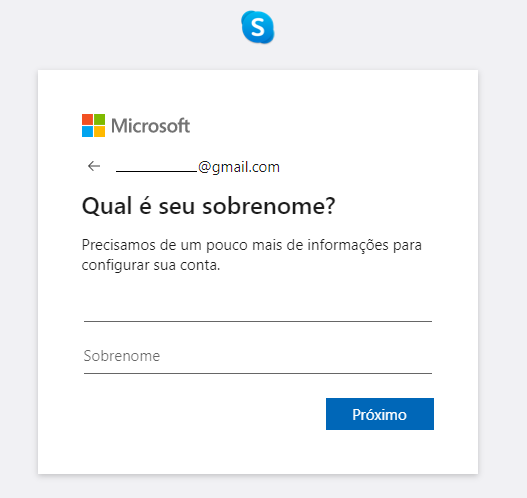 S
Microsoft
@gmail.com
Qual é seu sobrenome?
Precisamos de um pouco mais de informações para
configurar sua conta.
Sobrenome
Próximo